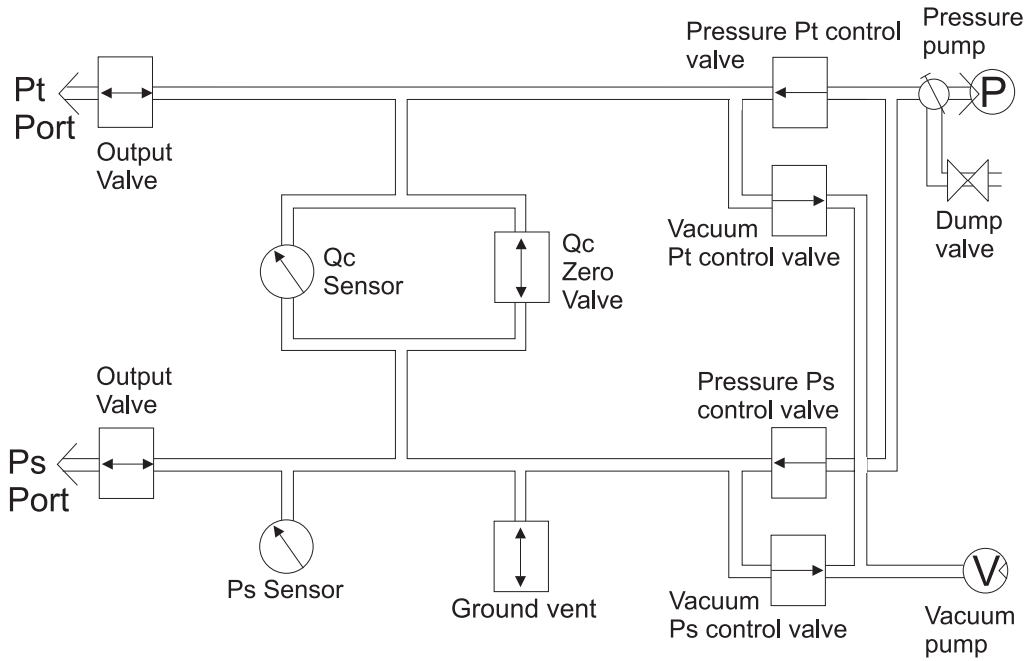 Pressure Pt control
valve
Pressure
pump
P
Pt
Port
Output
Valve
Dump
valve
Vacuum
Pt control valve
Qc
Sensor
Qc
Zero
Valve
Output
Valve
Pressure Ps
control valve
Ps
Port
Ps Sensor
Ground vent
Vacuum
Ps control valve
V
Vacuum
pump